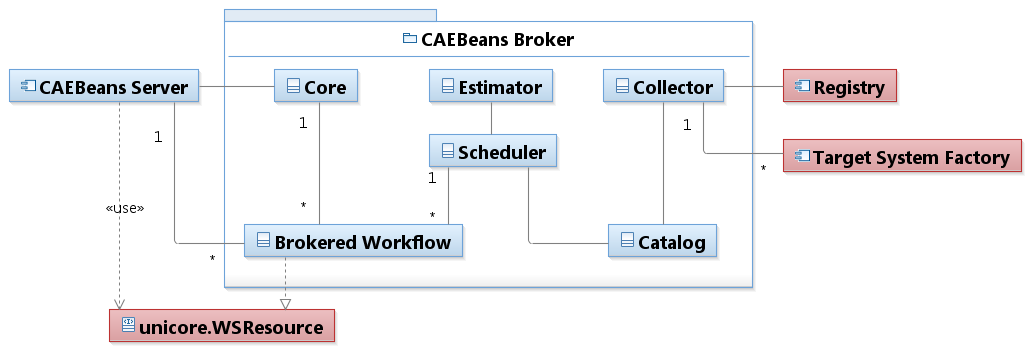 CAEBeans Broker
CAEBeans Server
Core
Estimator
Collector
Registry
1
1
1
Scheduler
Target System Factory
*
1
«use»
*
*
Brokered Workflow
Catalog
*
unicore.WSResource